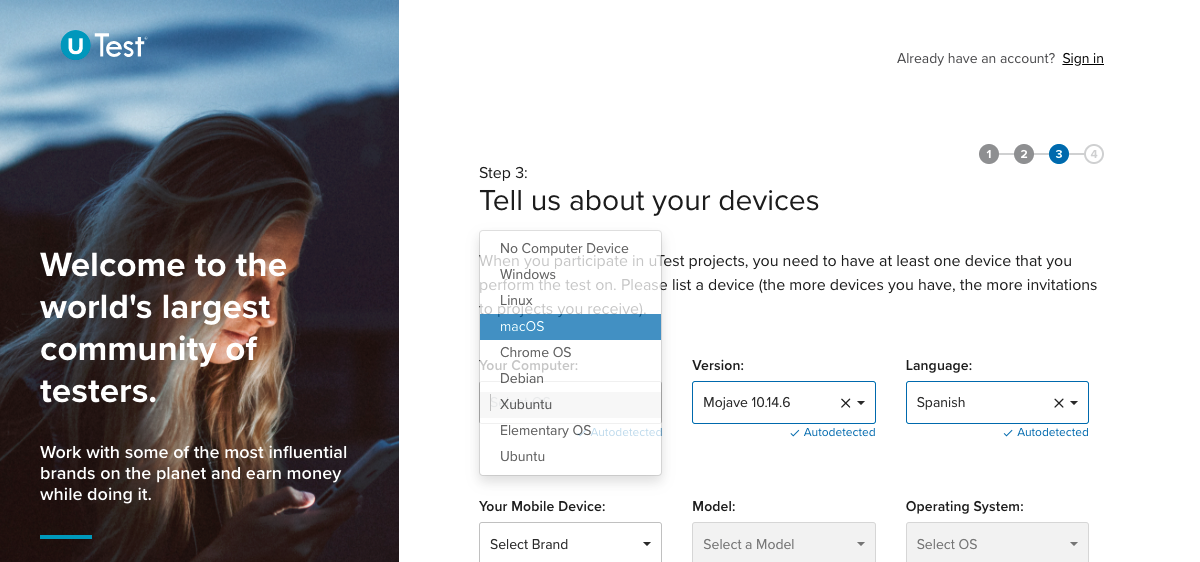 uTest
Already have an account? Sign in
1 2 3 4
Step 3:
Tell us about your devices
Welcome to the
world's largest
community of
testers.
Work with some of the most influential
brands on the planet and earn money
while doing it.
No Computer Device
When you participate in uTest projects, you need to have at least one device that you
Windows
perform the test on. Please list a device (the more devices you have, the more invitations
Linux
to projects you receive).
macOS
Chrome OS
Your Computer:
Version:
Language:
Debian
Xubuntu
Mojave 10.14.6
Spanish
Elementary OS
Autodetected
Autodetected
Autodetected
Ubuntu
Your Mobile Device:
Model:
Operating System:
Select Brand
Select a Model
Select OS